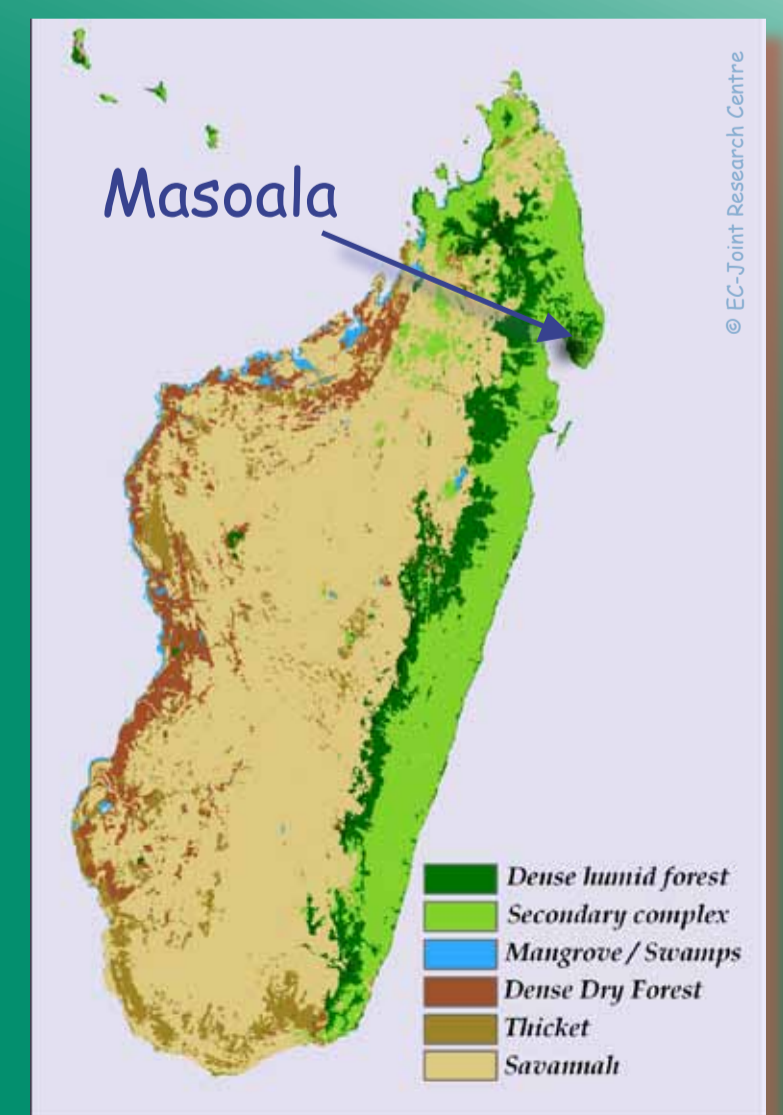 © EC-Joint Research Centre
Masoala
Dense humid forest
Secondary complex
Mangrove / Swamps
Dense Dry Forest
Thicket
Savannah